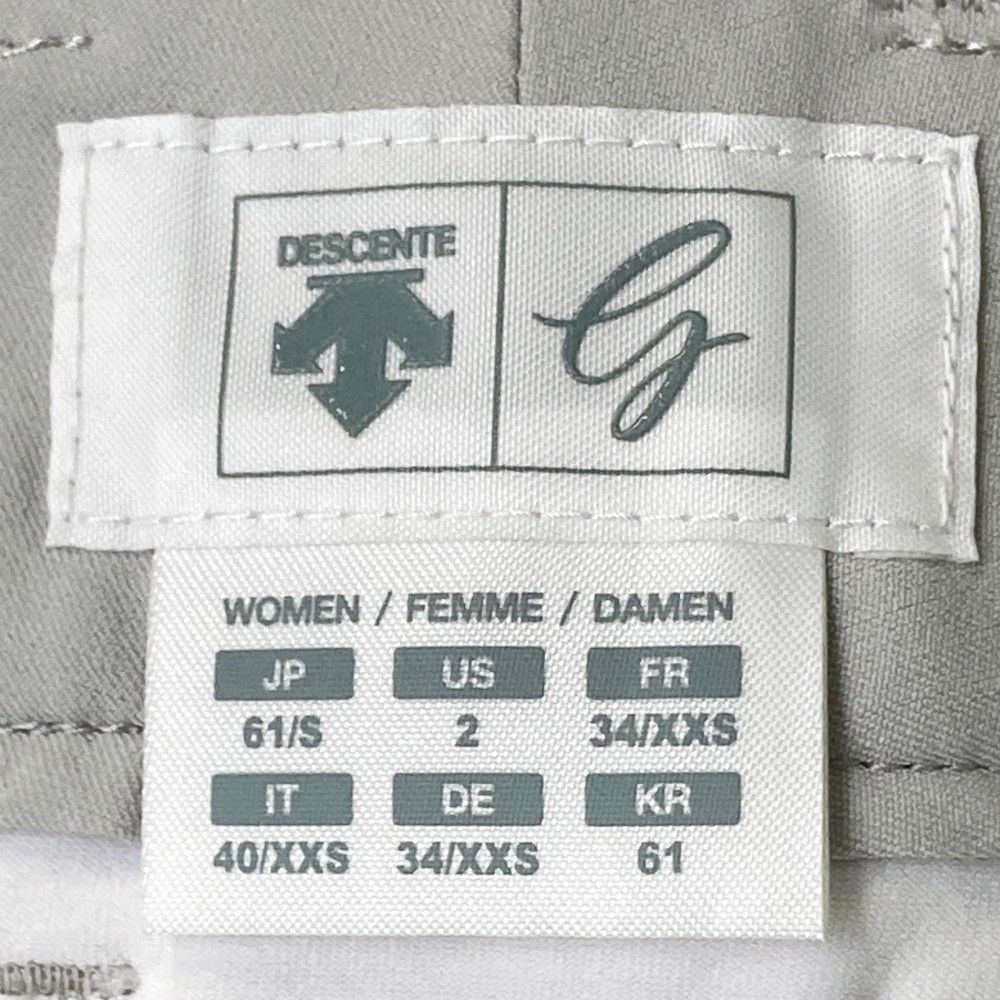 DESCENTE
G
WOMEN / FEMME / DAMEN
JP US FR
61/S 2 34/XXS
IT DE KR
40/XXS 34/XXS 61